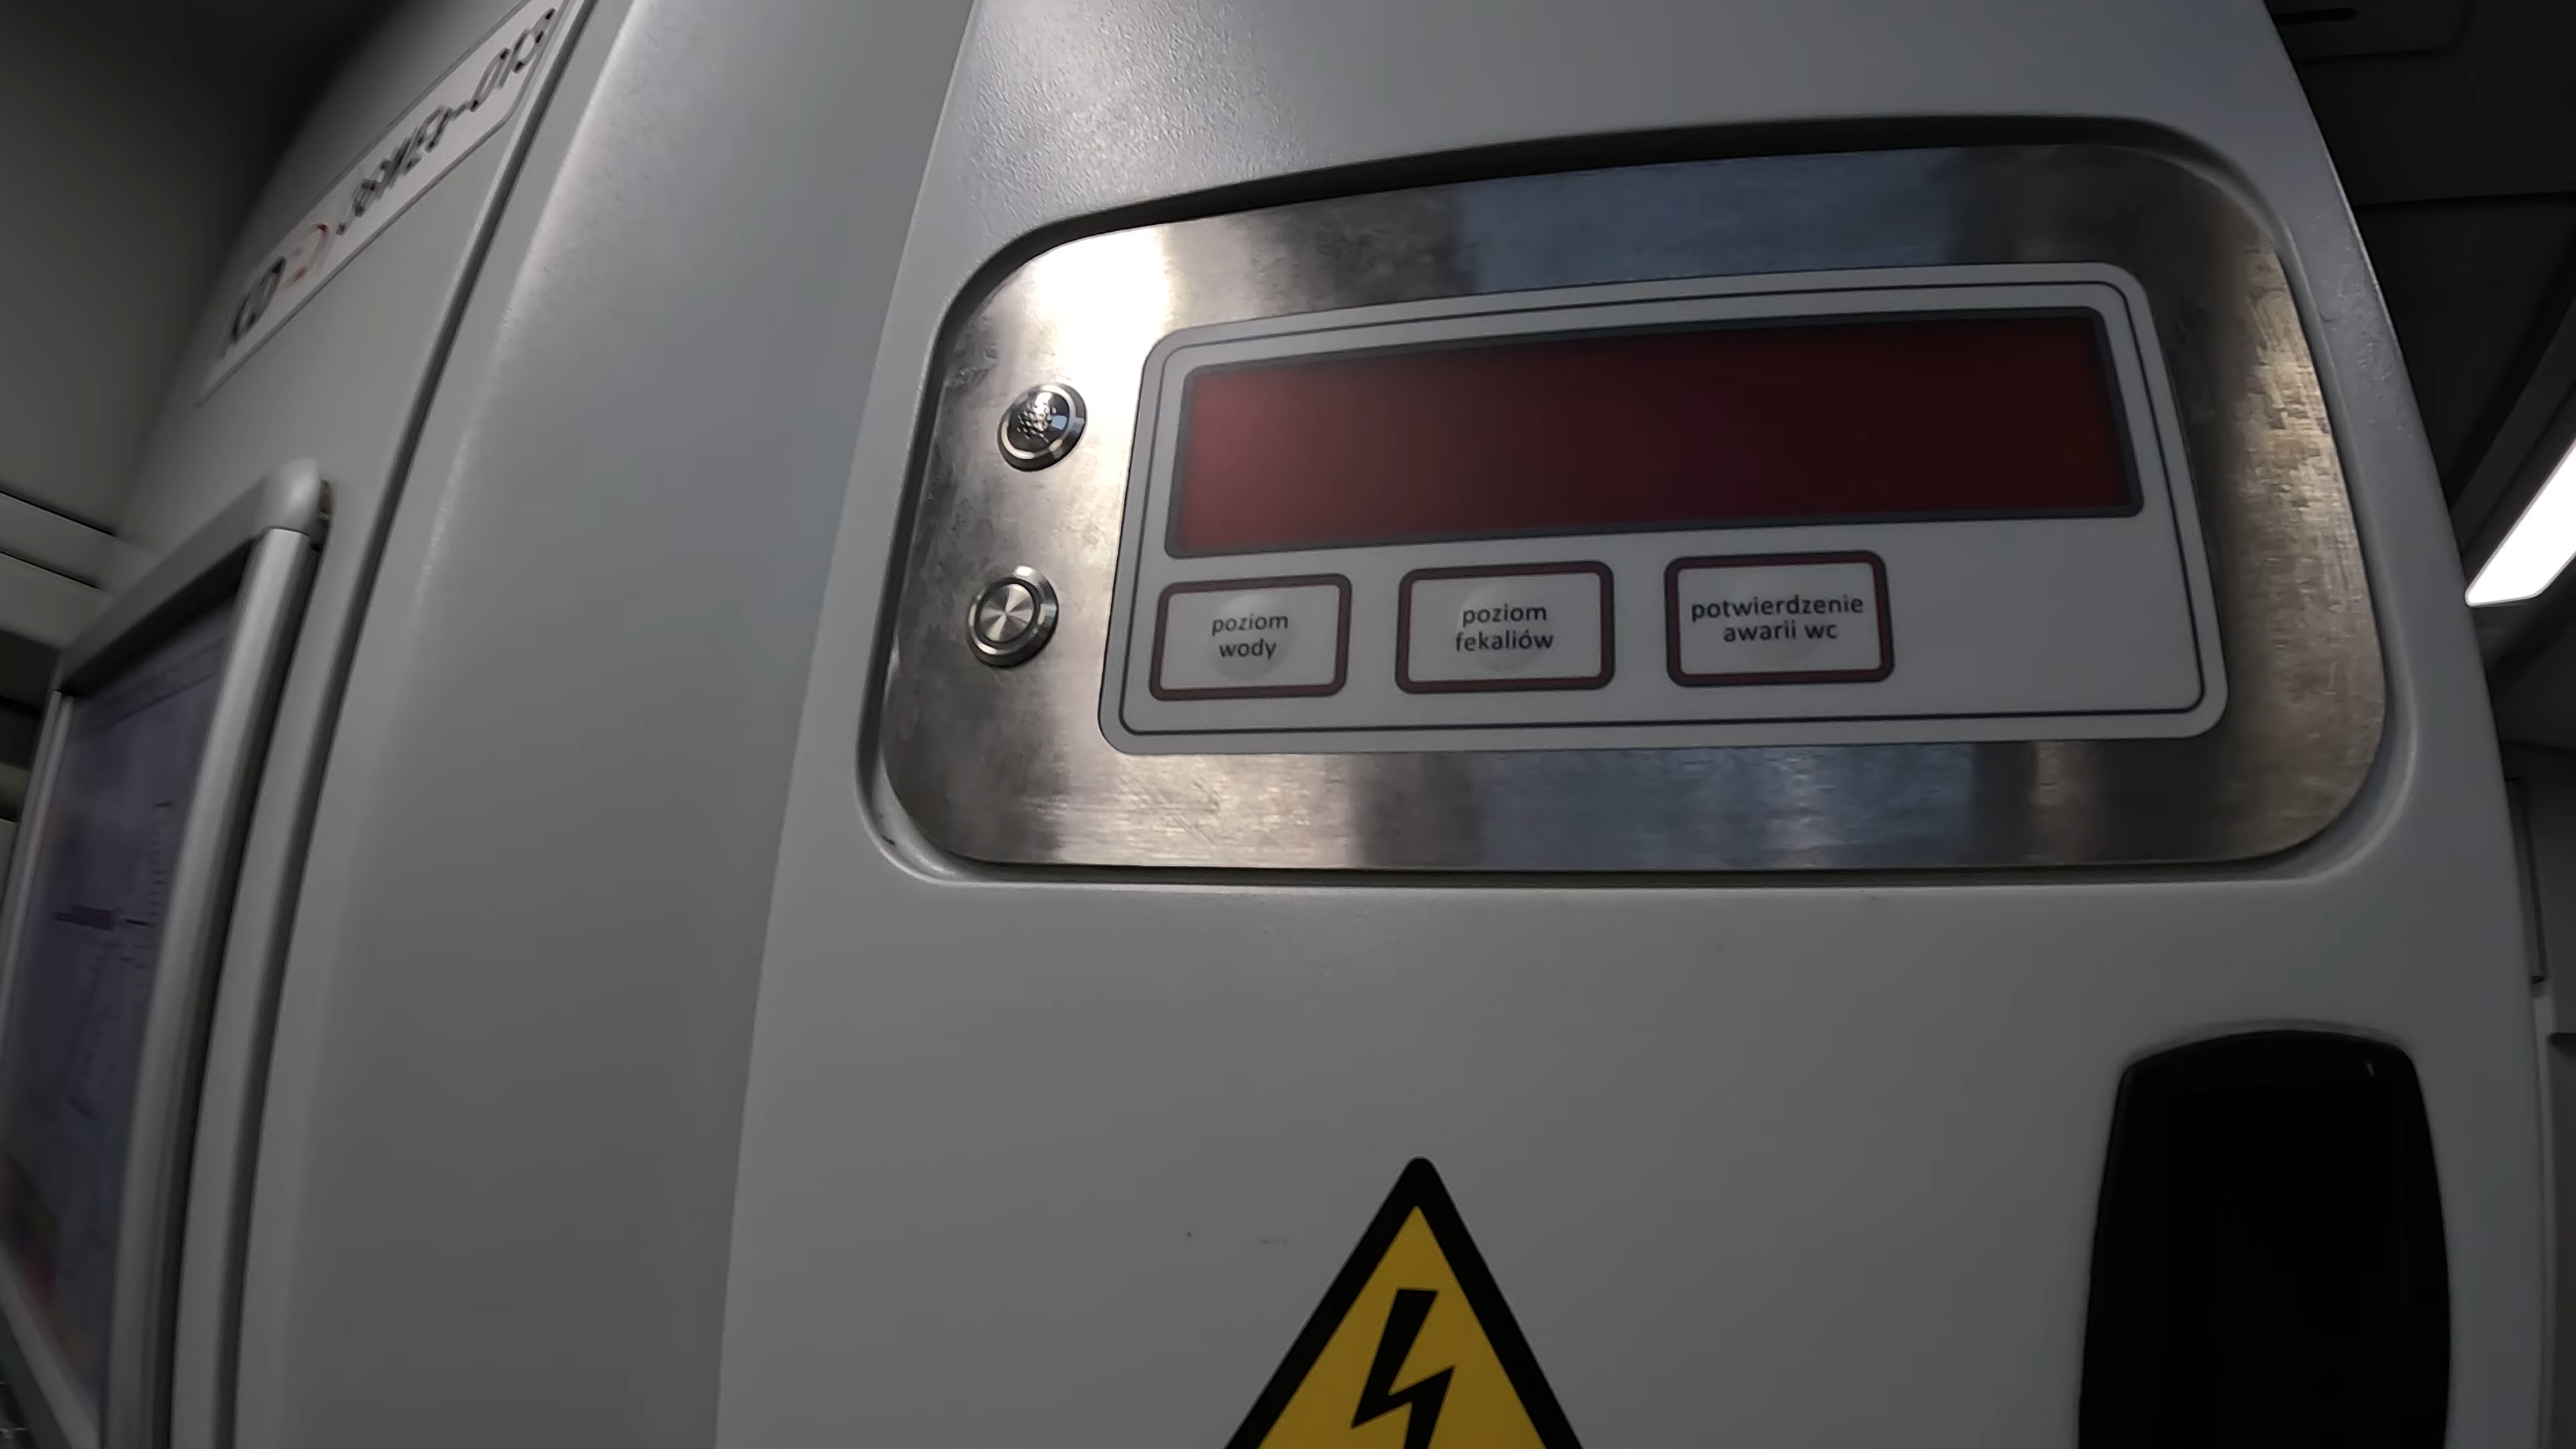 poziom
wody
poziom
fekaliów
potwierdzenie
awarii wc